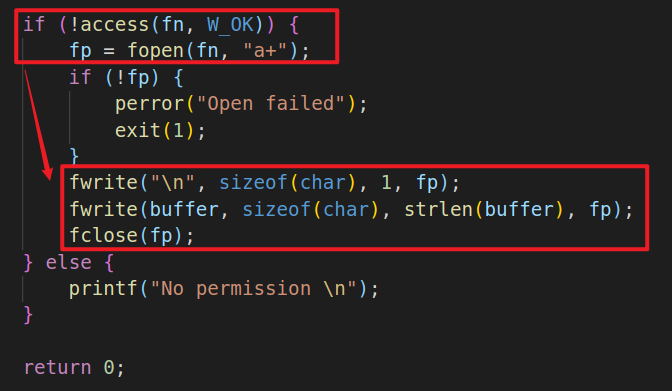 if (!access(fn, W_OK)) {
    fp = fopen(fn, "a+");
    if (!fp) {
        perror("Open failed");
        exit(1);
    }
    fwrite("\n", sizeof(char), 1, fp);
    fwrite(buffer, sizeof(char), strlen(buffer), fp);
    fclose(fp);
} else {
    printf("No permission \n");
}
return 0;